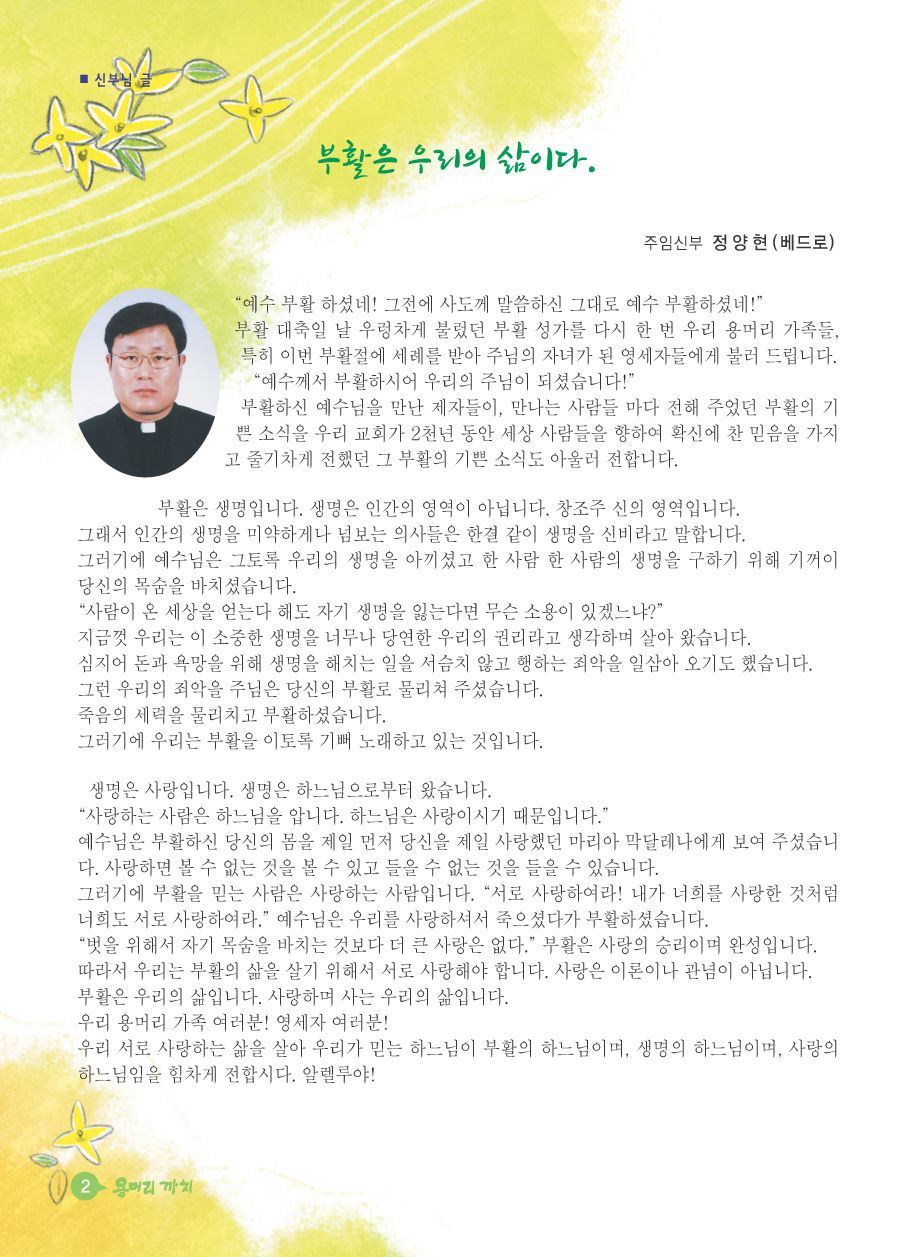 ■ 신부님 글
부활은 우리의 삶이다.
주임신부 정 양 현 (베드로)
“예수 부활 하셨네! 그전에 사도께 말씀하신 그대로 예수 부활하셨네!”
부활 대축일 날 우렁차게 불렀던 부활 성가를 다시 한 번 우리 용머리 가족들,
특히 이번 부활절에 세례를 받아 주님의 자녀가 된 영세자들에게 불러 드립니다.
“예수께서 부활하시어 우리의 주님이 되셨습니다!”
부활하신 예수님을 만난 제자들이, 만나는 사람들 마다 전해 주었던 부활의 기
쁜 소식을 우리 교회가 2천년 동안 세상 사람들을 향하여 확신에 찬 믿음을 가지
고 줄기차게 전했던 그 부활의 기쁜 소식도 아울러 전합니다.
부활은 생명입니다. 생명은 인간의 영역이 아닙니다. 창조주 신의 영역입니다.
그래서 인간의 생명을 미약하게나 넘보는 의사들은 한결 같이 생명을 신비라고 말합니다.
그러기에 예수님은 그토록 우리의 생명을 아끼셨고 한 사람 한 사람의 생명을 구하기 위해 기꺼이
당신의 목숨을 바치셨습니다.
“사람이 온 세상을 얻는다 해도 자기 생명을 잃는다면 무슨 소용이 있겠느냐?”
지금껏 우리는 이 소중한 생명을 너무나 당연한 우리의 권리라고 생각하며 살아 왔습니다.
심지어 돈과 욕망을 위해 생명을 해치는 일을 서슴치 않고 행하는 죄악을 일삼아 오기도 했습니다.
그런 우리의 죄악을 주님은 당신의 부활로 물리쳐 주셨습니다.
죽음의 세력을 물리치고 부활하셨습니다.
그러기에 우리는 부활을 이토록 기뻐 노래하고 있는 것입니다.
생명은 사랑입니다. 생명은 하느님으로부터 왔습니다.
“사랑하는 사람은 하느님을 압니다. 하느님은 사랑이시기 때문입니다.”
예수님은 부활하신 당신의 몸을 제일 먼저 당신을 제일 사랑했던 마리아 막달레나에게 보여 주셨습니
다. 사랑하면 볼 수 없는 것을 볼 수 있고 들을 수 없는 것을 들을 수 있습니다.
그러기에 부활을 믿는 사람은 사랑하는 사람입니다. “서로 사랑하여라! 내가 너희를 사랑한 것처럼
너희도 서로 사랑하여라.” 예수님은 우리를 사랑하셔서 죽으셨다가 부활하셨습니다.
“벗을 위해서 자기 목숨을 바치는 것보다 더 큰 사랑은 없다.” 부활은 사랑의 승리이며 완성입니다.
따라서 우리는 부활의 삶을 살기 위해서 서로 사랑해야 합니다. 사랑은 이론이나 관념이 아닙니다.
부활은 우리의 삶입니다. 사랑하며 사는 우리의 삶입니다.
우리 용머리 가족 여러분! 영세자 여러분!
우리 서로 사랑하는 삶을 살아 우리가 믿는 하느님이 부활의 하느님이며, 생명의 하느님이며, 사랑의
하느님임을 힘차게 전합시다. 알렐루야!
2 용머리 까치